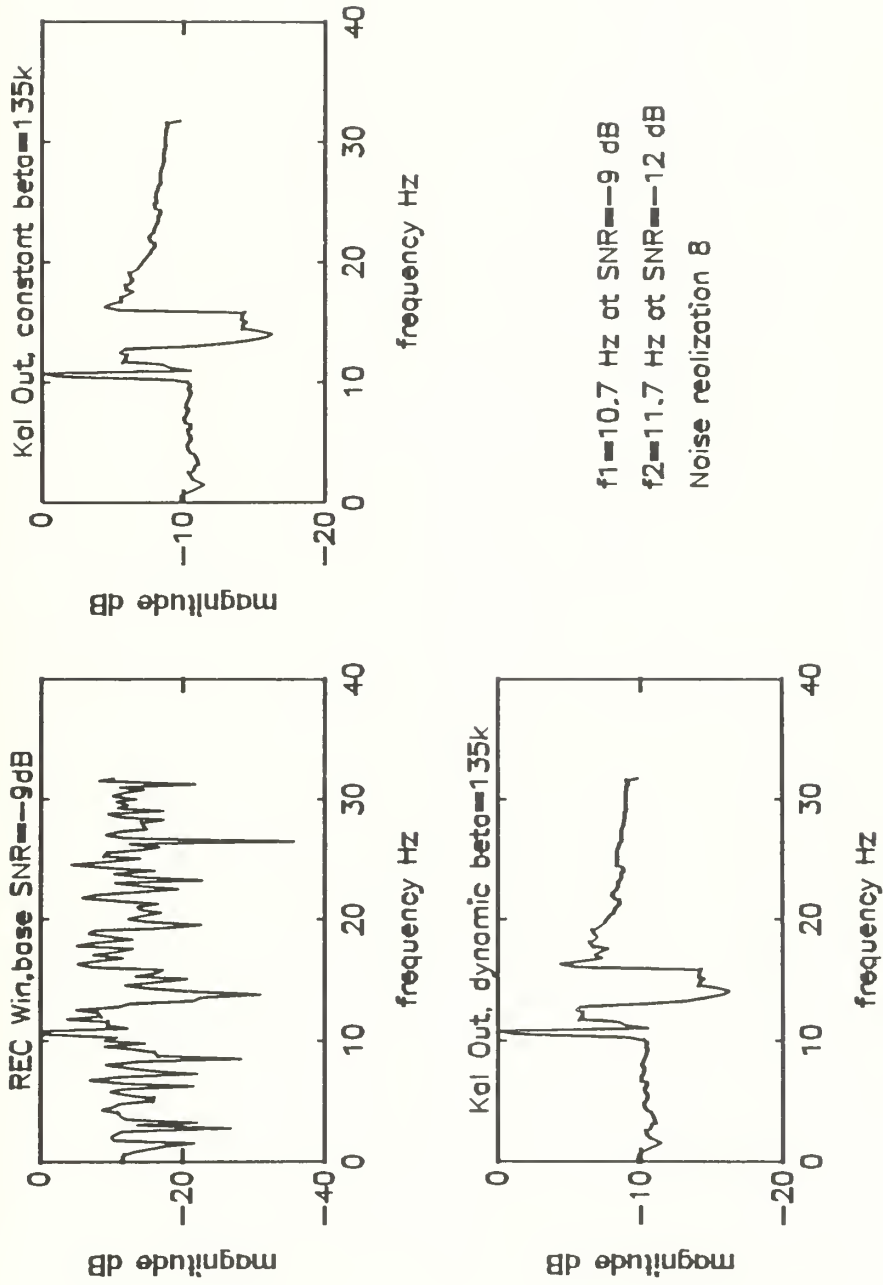 REC Win,base SNR=-9dB
0
-20
-40
magnitude dB
0 10 20 30 40
frequency Hz
Kal Out, constant beta=135k
0
-10
-20
magnitude dB
0 10 20 30 40
frequency Hz
Kal Out, dynamic beta=135k
0
-10
-20
magnitude dB
0 10 20 30 40
frequency Hz
f1=10.7 Hz at SNR=-9 dB
f2=11.7 Hz at SNR=-12 dB
Noise realization 8